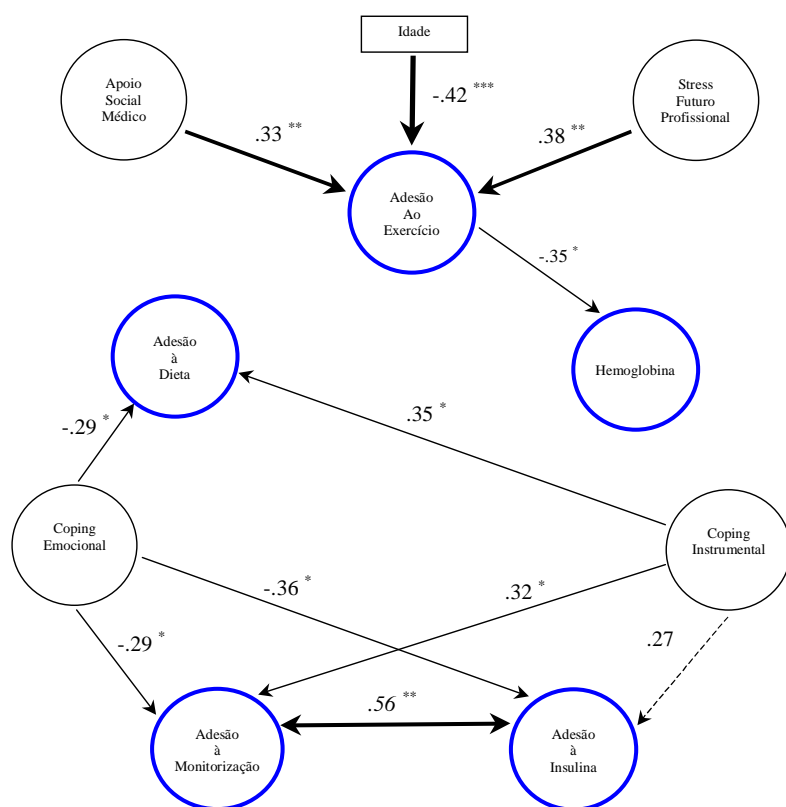 Idade
Apoio
Social
Médico
Stress
Futuro
Profissional
-.42 ***
.33 **
.38 **
Adesão
Ao
Exercício
-.35 *
Adesão
à
Dieta
Hemoglobina
.35 *
-.29 *
Coping
Emocional
Coping
Instrumental
-.36 *
.32 *
-.29 *
.27
.56 **
Adesão
à
Monitorização
Adesão
à
Insulina